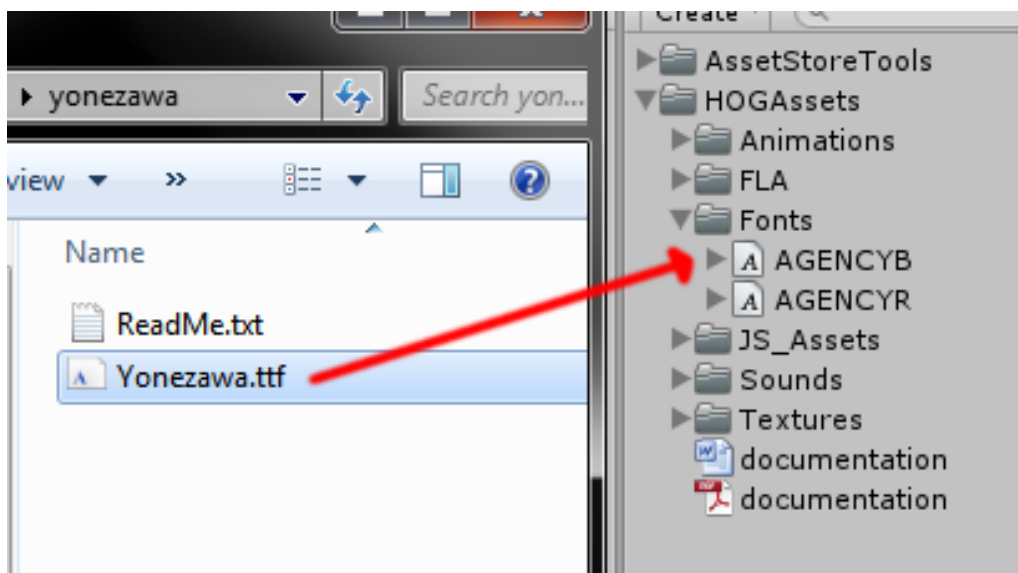 Create
yonezawa
Search yon...
view
»
Name
ReadMe.txt
Yonezawa.ttf
AssetStoreTools
HOGAssets
Animations
FLA
Fonts
AGENCYB
AGENCYR
JS_Assets
Sounds
Textures
documentation
documentation